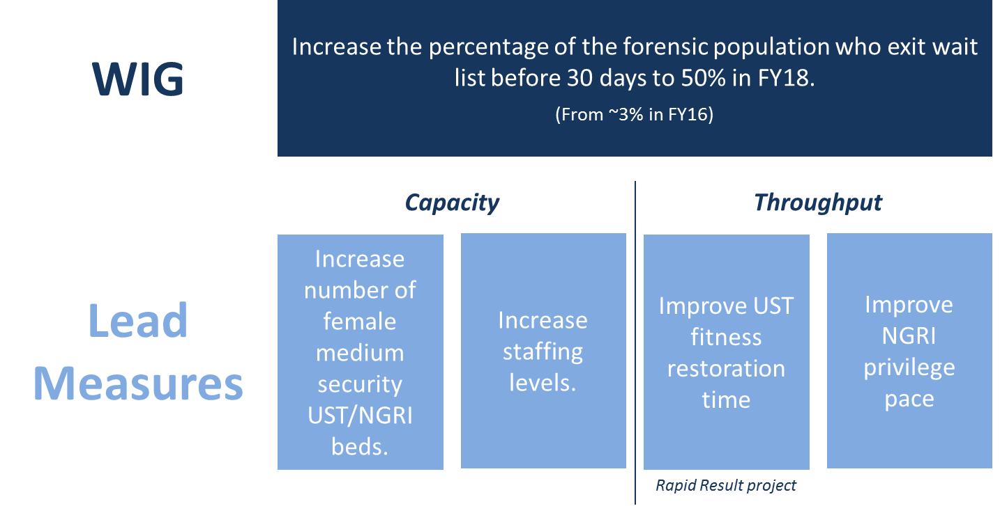 WIG
Increase the percentage of the forensic population who exit wait
list before 30 days to 50% in FY18.
(From ~3% in FY16)
Capacity
Throughput
Lead
Measures
Increase
number of
female
medium
security
UST/NGRI
beds.
Increase
staffing
levels.
Improve UST
fitness
restoration
time
Improve
NGRI
privilege
pace
Rapid Result project